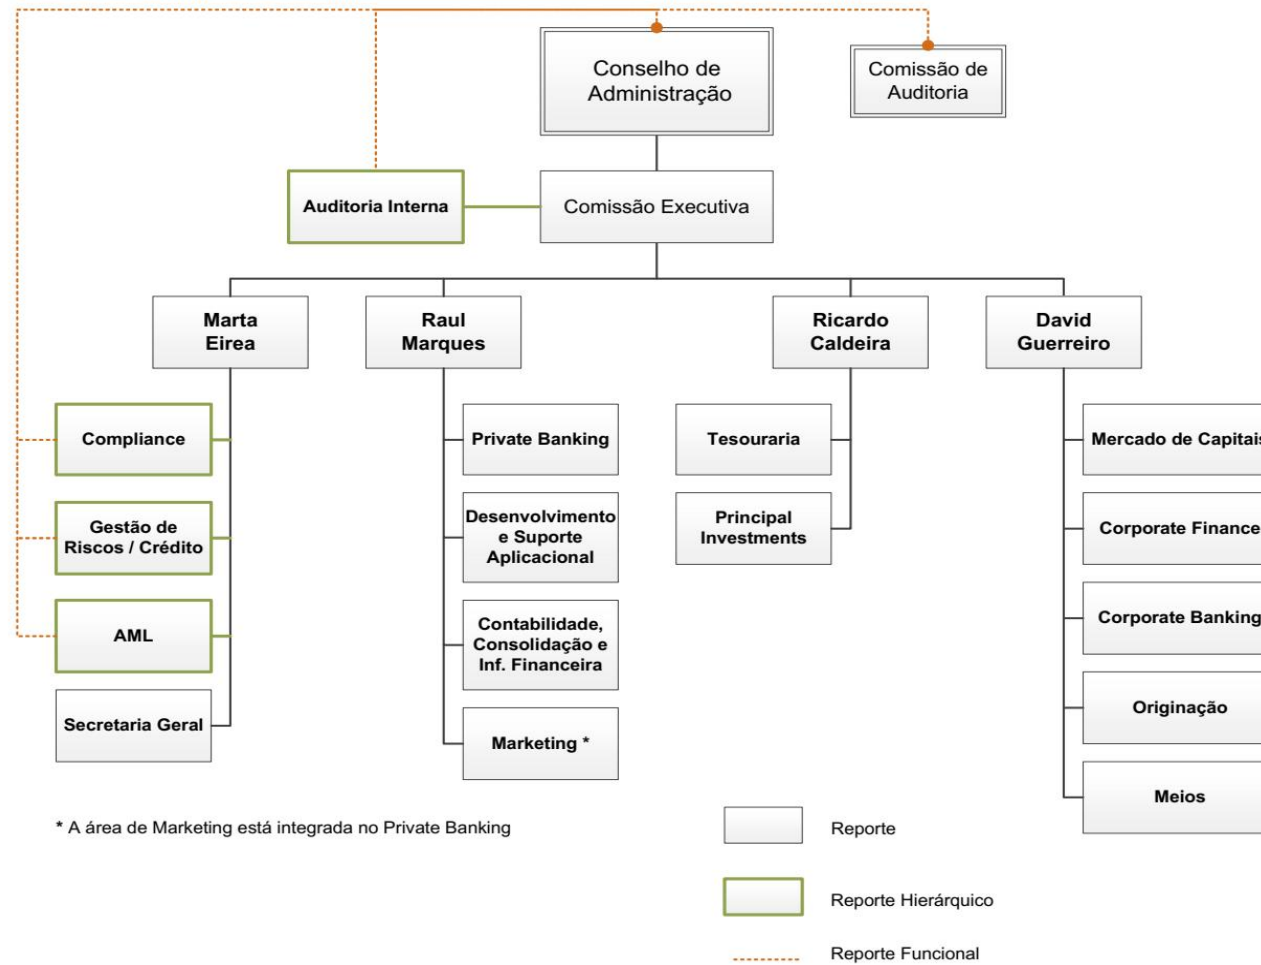 Conselho de
Administração
Comissão de
Auditoria
Auditoria Interna
Comissão Executiva
Marta
Eirea
Raul
Marques
Ricardo
Caldeira
David
Guerreiro
Compliance
Gestão de
Riscos / Crédito
AML
Secretaria Geral
Private Banking
Desenvolvimento
e Suporte
Aplicacional
Contabilidade,
Consolidação e
Inf. Financeira
Marketing *
Tesouraria
Principal
Investments
Mercado de Capitais
Corporate Finance
Corporate Banking
Originação
Meios
* A área de Marketing está integrada no Private Banking
Reporte
Reporte Hierárquico
Reporte Funcional